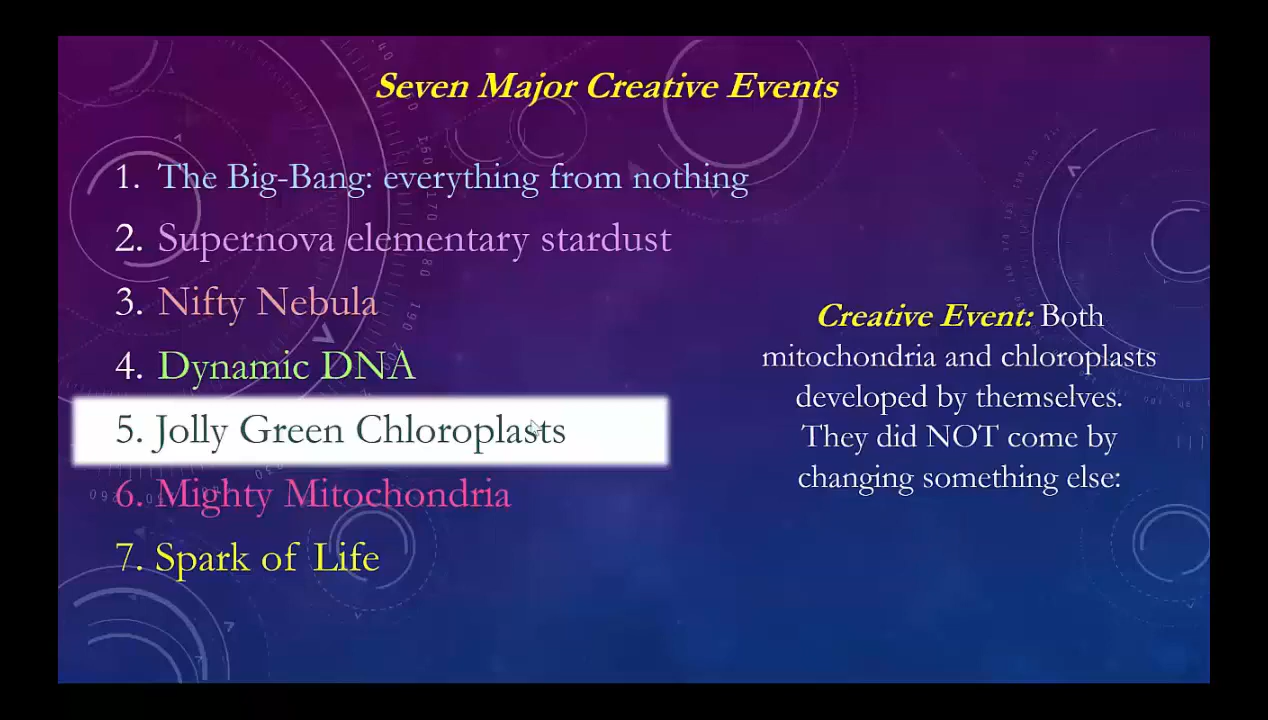 Seven Major Creative Events
1. The Big-Bang: everything from nothing
2. Supernova elementary stardust
3. Nifty Nebula
4. Dynamic DNA
5. Jolly Green Chloroplasts
6. Mighty Mitochondria
7. Spark of Life
Creative Event: Both
mitochondria and chloroplasts
developed by themselves.
They did NOT come by
changing something else: